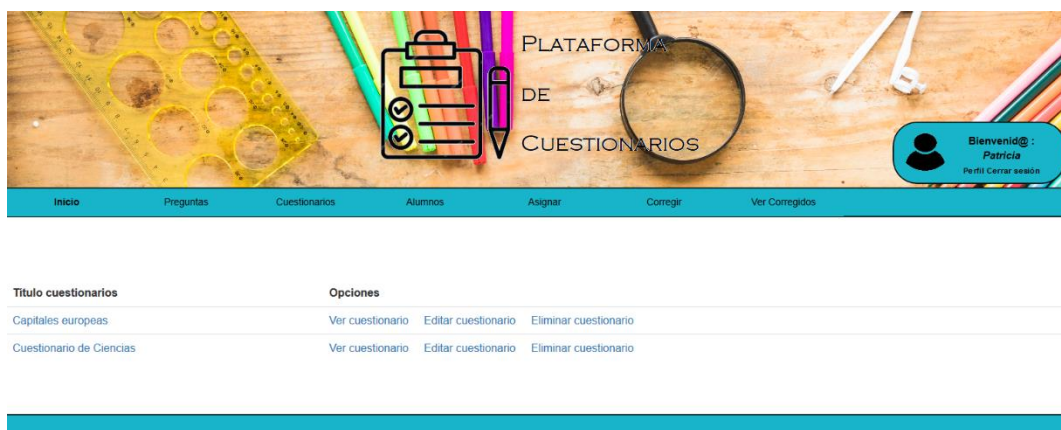 PLATAFORMA
DE
CUESTIONARIOS
Bienvenid@ :
Patricia
Perfil Cerrar sesión
Inicio Preguntas Cuestionarios Alumnos Asignar Corregir Ver Corregidos
Titulo cuestionarios Opciones
Capitales europeas Ver cuestionario Editar cuestionario Eliminar cuestionario
Cuestionario de Ciencias Ver cuestionario Editar cuestionario Eliminar cuestionario